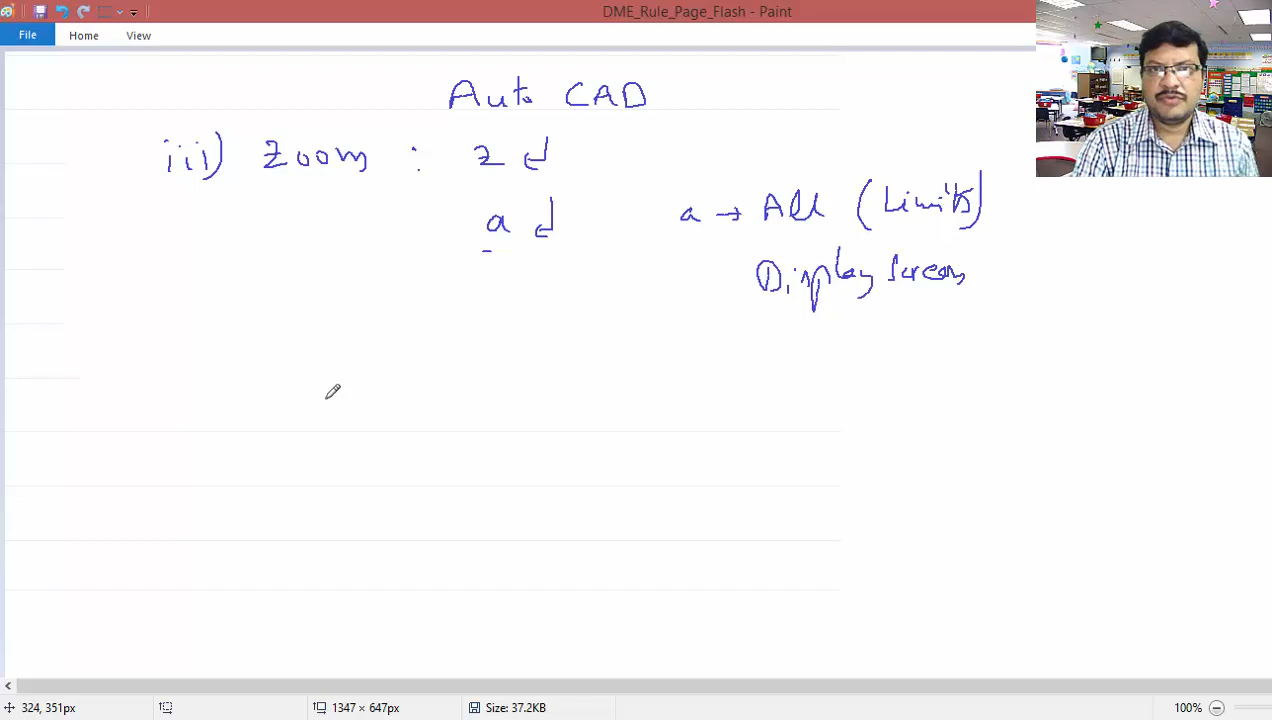 DME_Rule_Page_Flash - Paint
File Home View
Auto CAD
iii) Zoom : z ↲
a ↲ a → All (Limits)
Display Screen
324, 351px 1347 × 647px Size: 37.2KB 100%